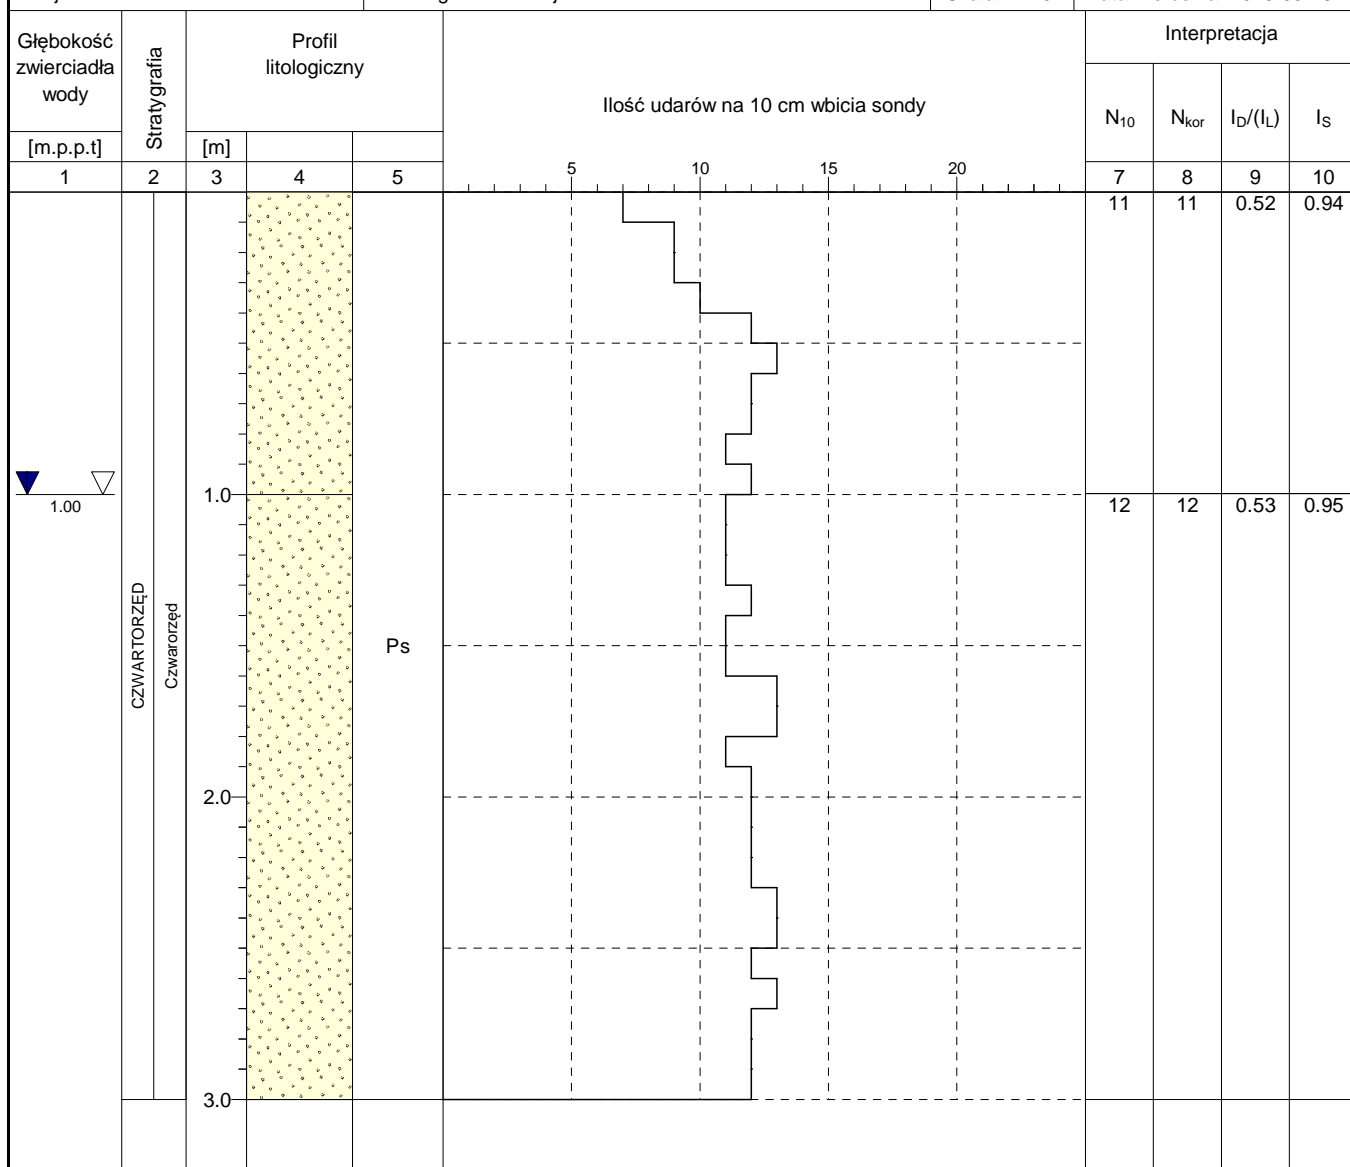 Głębokość
zwierciadła
wody
[m.p.p.t]
Stratygrafia
Profil
litologiczny
[m]
Ilość udarów na 10 cm wbicia sondy
Interpretacja
N10 Nkor ID/(IL) IS
5 10 15 20
1 2 3 4 5 7 8 9 10
11 11 0.52 0.94
1.0
1.00
12 12 0.53 0.95
CZWARTORZĘD
Czwarorzęd
Ps
2.0
3.0